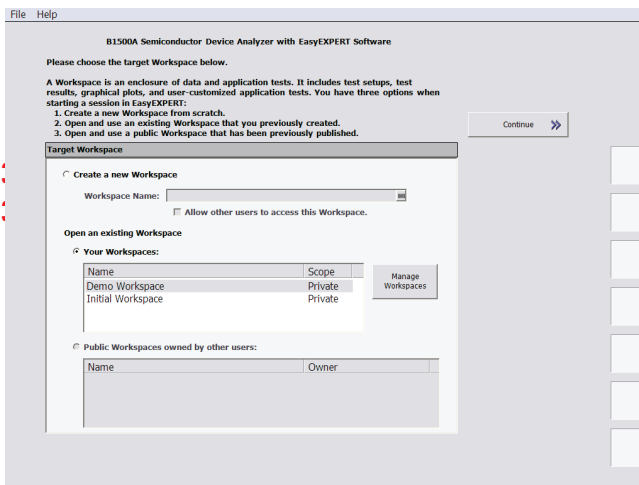 File Help
B1500A Semiconductor Device Analyzer with EasyEXPERT Software
Please choose the target Workspace below.
A Workspace is an enclosure of data and application tests. It includes test setups, test
results, graphical plots, and user-customized application tests. You have three options when
starting a session in EasyEXPERT:
1. Create a new Workspace from scratch.
2. Open and use an existing Workspace that you previously created.
3. Open and use a public Workspace that has been previously published.
Continue
Target Workspace
Create a new Workspace
Workspace Name:
Allow other users to access this Workspace.
Open an existing Workspace
Your Workspaces:
Name Scope
Demo Workspace Private
Initial Workspace Private
Manage
Workspaces
Public Workspaces owned by other users:
Name Owner